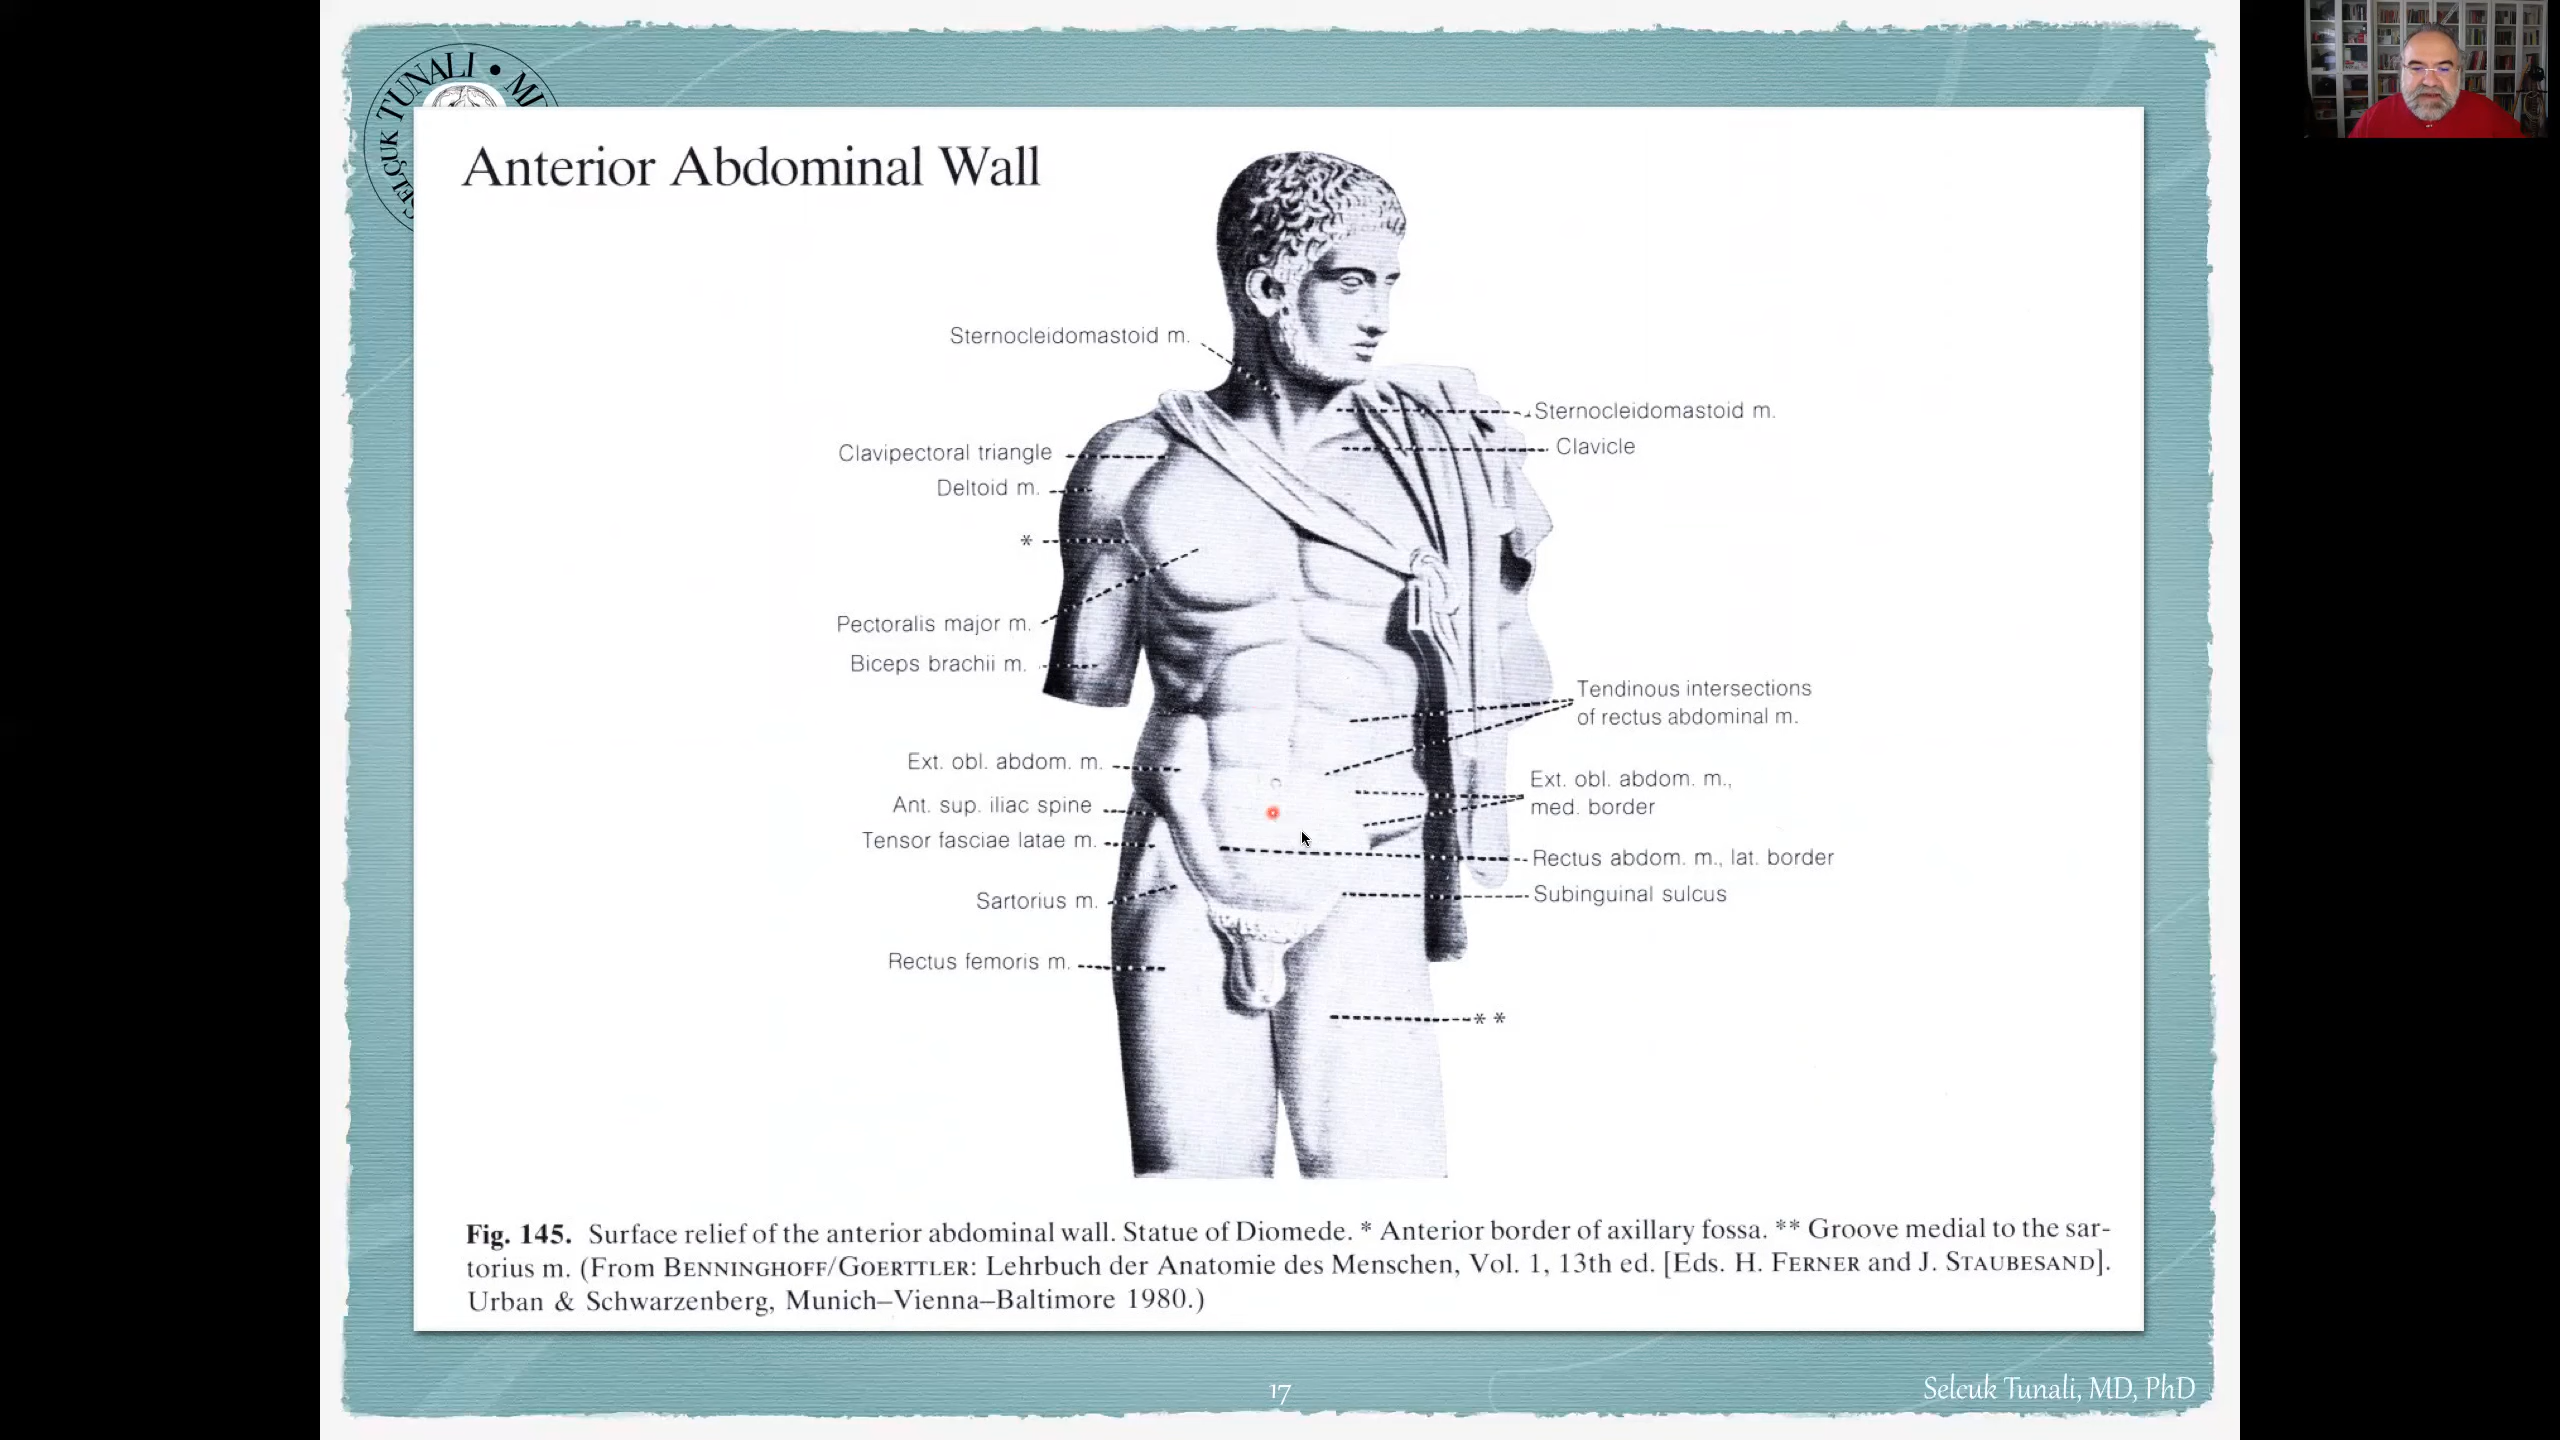 SELÇUK TUNALI • M
Anterior Abdominal Wall
Sternocleidomastoid m.
Clavipectoral triangle
Deltoid m.
*
Pectoralis major m.
Biceps brachii m.
Ext. obl. abdom. m.
Ant. sup. iliac spine
Tensor fasciae latae m.
Sartorius m.
Rectus femoris m.
Sternocleidomastoid m.
Clavicle
Tendinous intersections
of rectus abdominal m.
Ext. obl. abdom. m.,
med. border
Rectus abdom. m., lat. border
Subinguinal sulcus
* *
Fig. 145. Surface relief of the anterior abdominal wall. Statue of Diomede. * Anterior border of axillary fossa. ** Groove medial to the sar-
torius m. (From BENNINGHOFF/GOERTTLER: Lehrbuch der Anatomie des Menschen, Vol. 1, 13th ed. [Eds. H. FERNER and J. STAUBESAND].
Urban & Schwarzenberg, Munich–Vienna–Baltimore 1980.)
17
Selcuk Tunali, MD, PhD